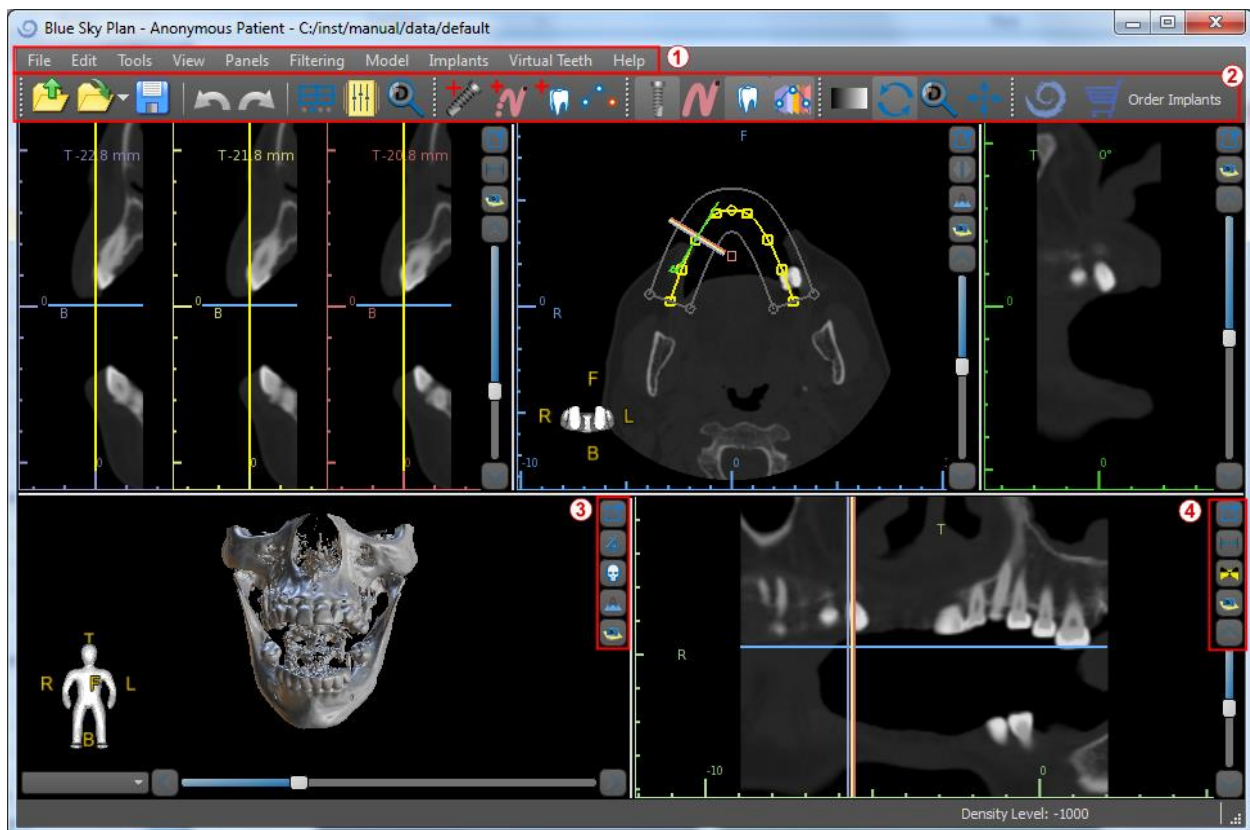 Blue Sky Plan - Anonymous Patient - C:/inst/manual/data/default
File Edit Tools View Panels Filtering Model Implants Virtual Teeth Help 1
2
Order Implants
T -22.8 mm T -21.8 mm T -20.8 mm
F
T 0°
0 B 0 B 0 B
0 R
0
F
R L
B
0 0 0
-10 0
0
3
4
T
T
R F L
B
R
-10 0
Density Level: -1000